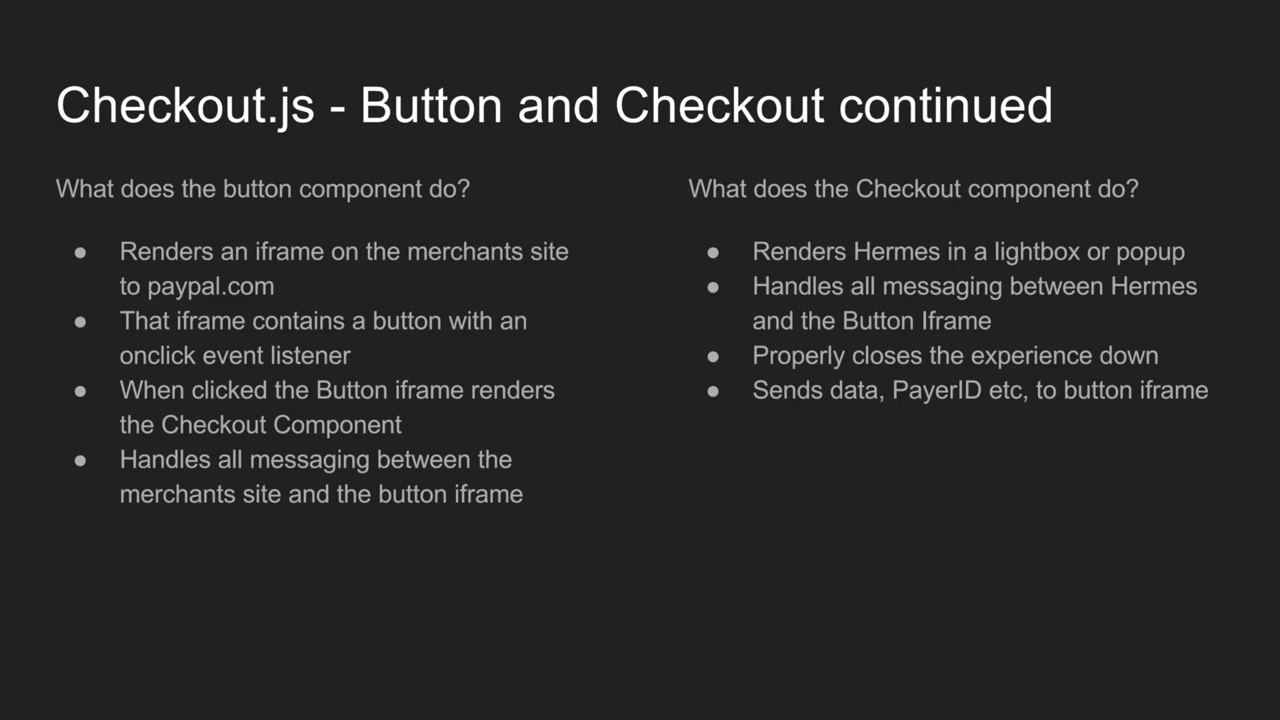 Checkout.js - Button and Checkout continued
What does the button component do?
● Renders an iframe on the merchants site
to paypal.com
● That iframe contains a button with an
onclick event listener
● When clicked the Button iframe renders
the Checkout Component
● Handles all messaging between the
merchants site and the button iframe
What does the Checkout component do?
● Renders Hermes in a lightbox or popup
● Handles all messaging between Hermes
and the Button Iframe
● Properly closes the experience down
● Sends data, PayerID etc, to button iframe